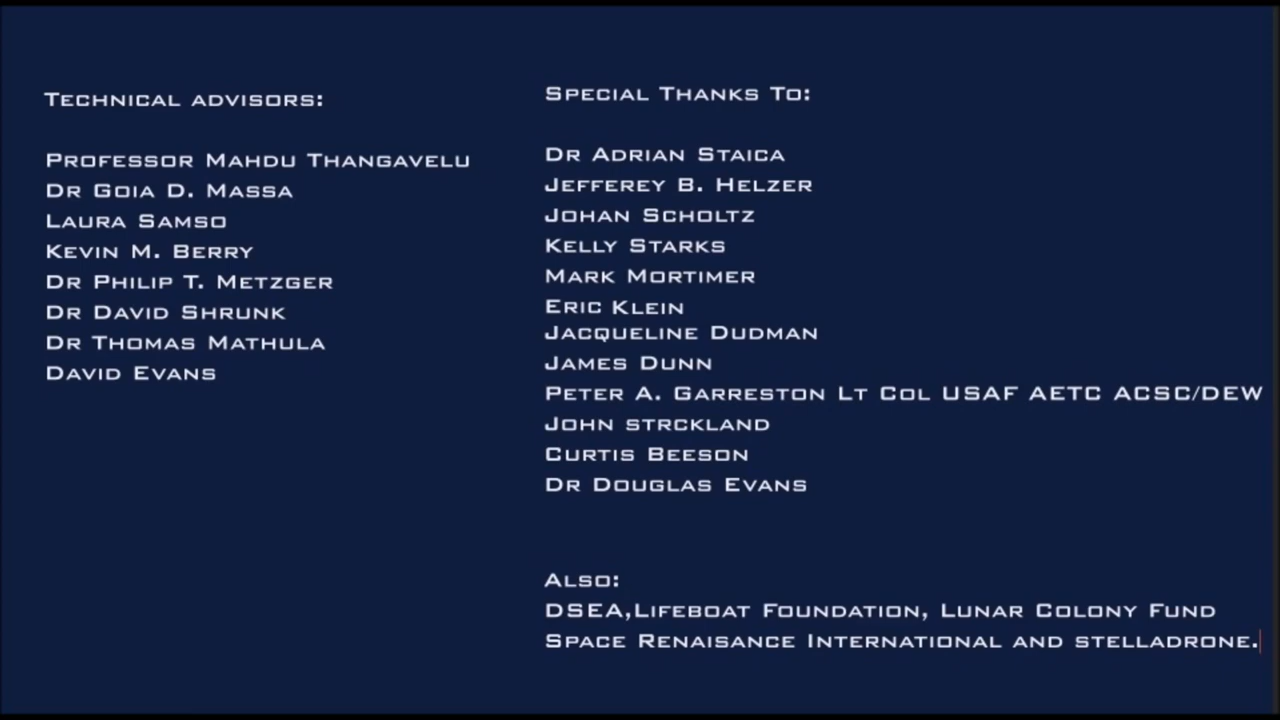 Technical advisors:
Professor Mahdu Thangavelu
Dr Goia D. Massa
Laura Samso
Kevin M. Berry
Dr Philip T. Metzger
Dr David Shrunk
Dr Thomas Mathula
David Evans
Special Thanks To:
Dr Adrian Staica
Jefferey B. Helzer
Johan Scholtz
Kelly Starks
Mark Mortimer
Eric Klein
Jacqueline Dudman
James Dunn
Peter A. Garreston Lt Col USAF AETC ACSC/DEW
John strckland
Curtis Beeson
Dr Douglas Evans
Also:
DSEA,Lifeboat Foundation, Lunar Colony Fund
Space Renaisance International and stelladrone.